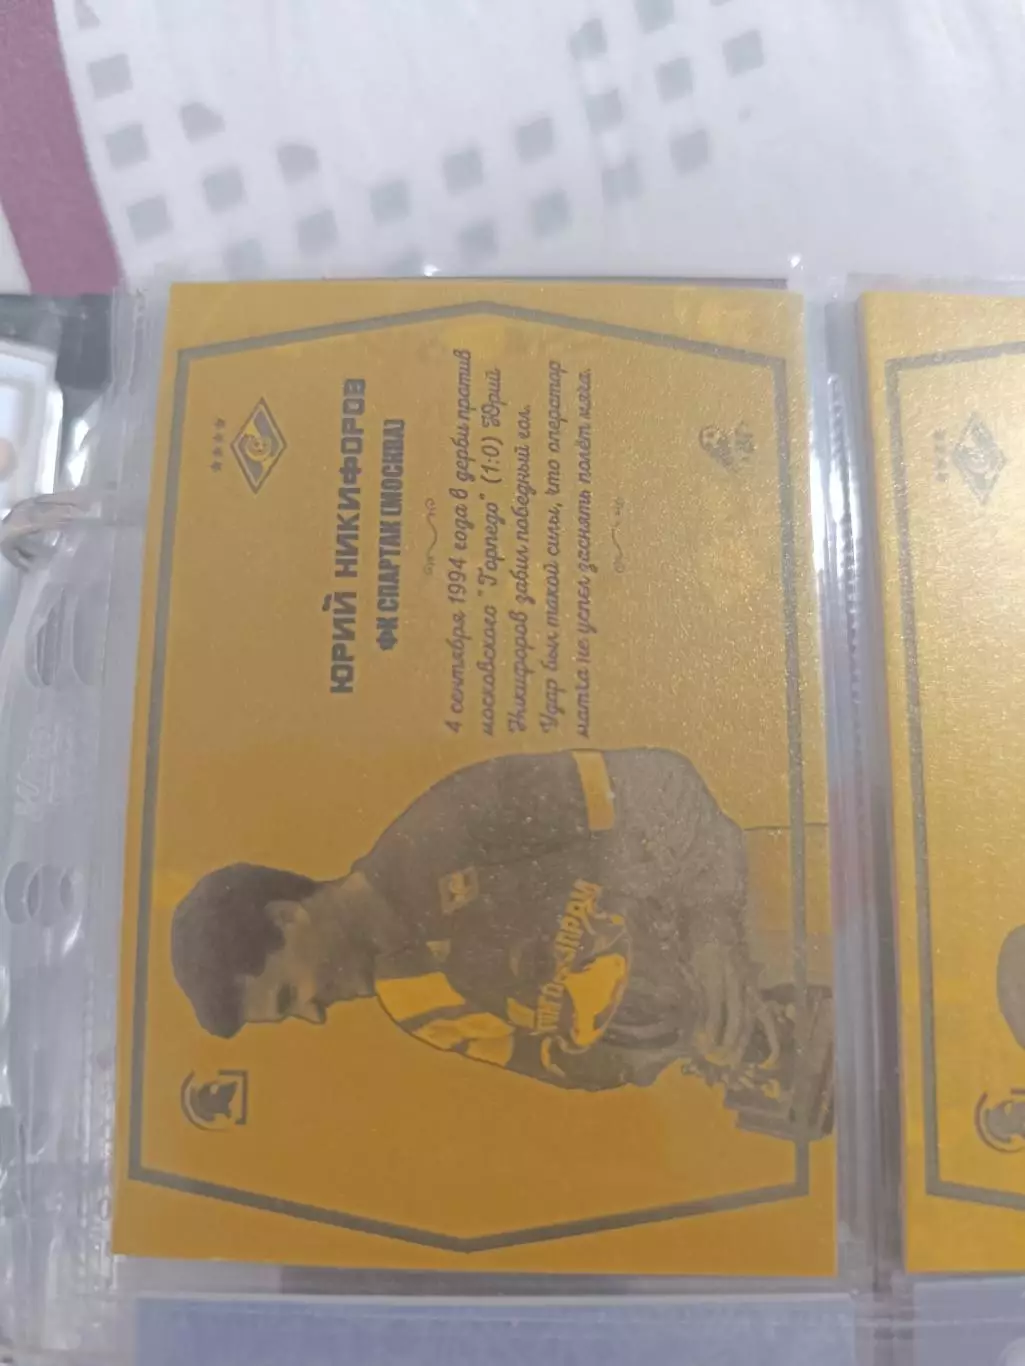 ЮРИЙ НИКИФОРОВ
ФК СПАРТАК (МОСКВА)
4 сентября 1994 года в дерби против
московского "Торпедо" (1:0) Юрий
Никифоров забил победный гол.
Удар был такой силы, что оператор
матча не успел заснять полёт мяча.